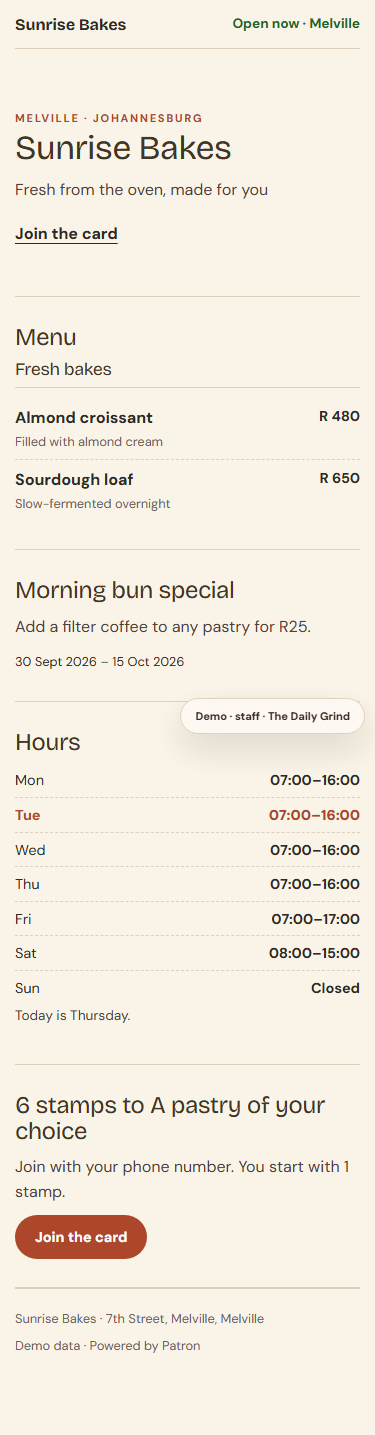 Sunrise Bakes
Open now · Melville
MELVILLE · JOHANNESBURG
Sunrise Bakes
Fresh from the oven, made for you
Join the card
Menu
Fresh bakes
Almond croissant R 480
Filled with almond cream
Sourdough loaf R 650
Slow-fermented overnight
Morning bun special
Add a filter coffee to any pastry for R25.
30 Sept 2026 – 15 Oct 2026
Demo · staff · The Daily Grind
Hours
Mon 07:00–16:00
Tue 07:00–16:00
Wed 07:00–16:00
Thu 07:00–16:00
Fri 07:00–17:00
Sat 08:00–15:00
Sun Closed
Today is Thursday.
6 stamps to A pastry of your
choice
Join with your phone number. You start with 1
stamp.
Join the card
Sunrise Bakes · 7th Street, Melville, Melville
Demo data · Powered by Patron